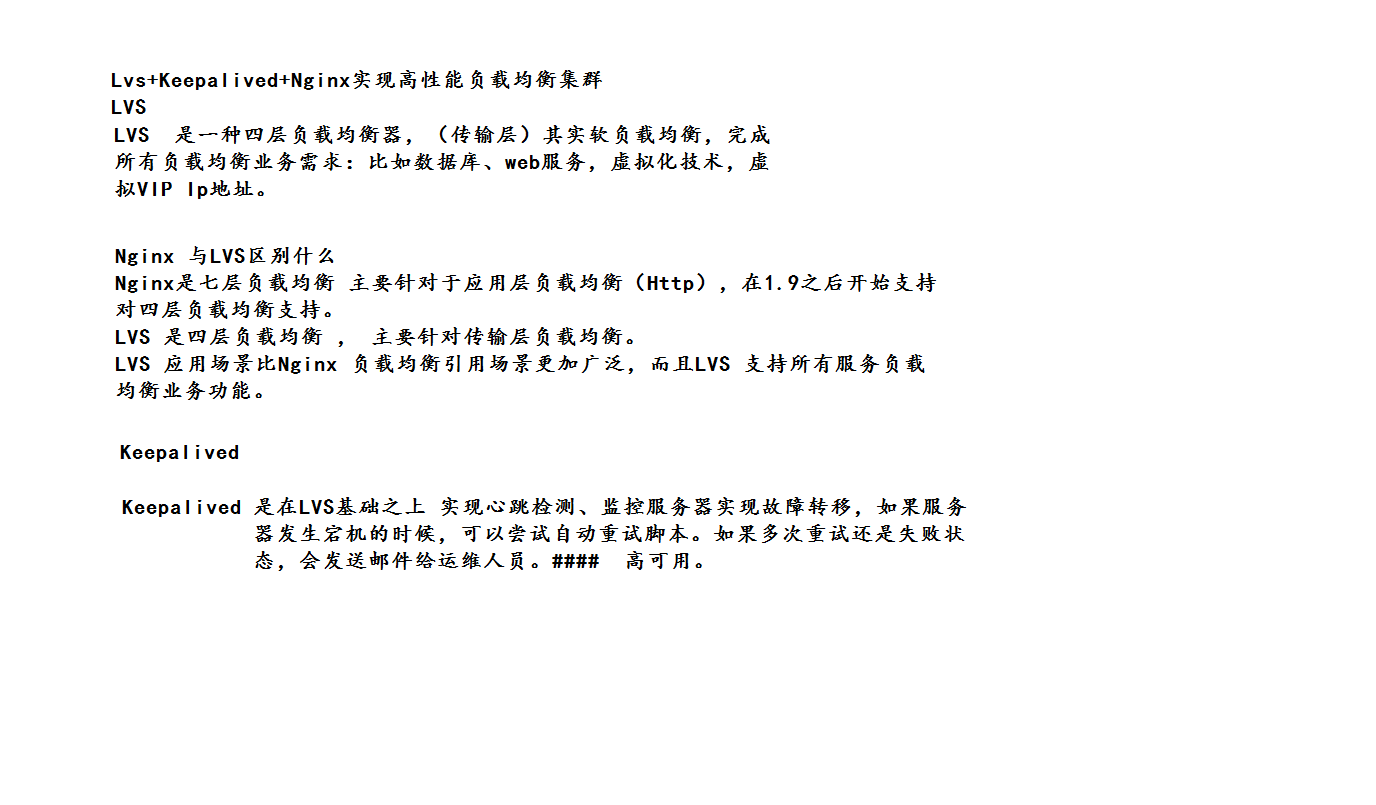 Lvs+Keepalived+Nginx实现高性能负载均衡集群
LVS
LVS  是一种四层负载均衡器，（传输层）其实软负载均衡，完成
所有负载均衡业务需求：比如数据库、web服务，虚拟化技术，虚
拟VIP Ip地址。
Nginx 与LVS区别什么
Nginx是七层负载均衡 主要针对于应用层负载均衡（Http），在1.9之后开始支持
对四层负载均衡支持。
LVS 是四层负载均衡 ， 主要针对传输层负载均衡。
LVS 应用场景比Nginx 负载均衡引用场景更加广泛，而且LVS 支持所有服务负载
均衡业务功能。
Keepalived
Keepalived 是在LVS基础之上 实现心跳检测、监控服务器实现故障转移，如果服务
器发生宕机的时候，可以尝试自动重试脚本。如果多次重试还是失败状
态，会发送邮件给运维人员。####  高可用。